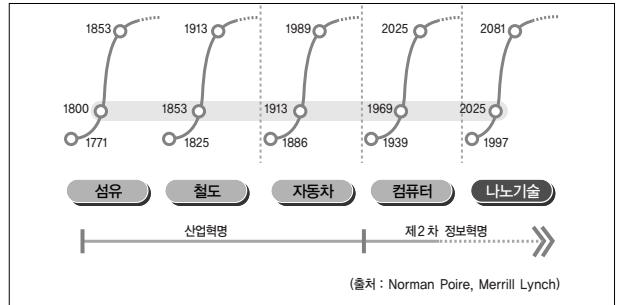 1853 1913 1989 2025 2081
1800 1853 1913 1969 2025
1771 1825 1886 1939 1997
섬유 철도 자동차 컴퓨터 나노기술
산업혁명 제2차 정보혁명
(출처 : Norman Poire, Merrill Lynch)